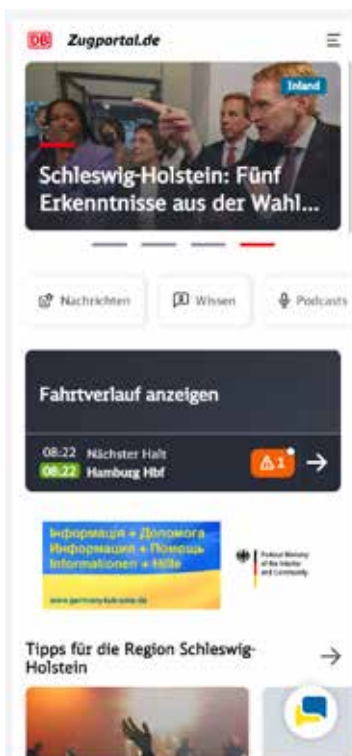 DB Zugportal.de
Inland
Schleswig-Holstein: Fünf
Erkenntnisse aus der Wahl...
Nachrichten
Wissen
Podcasts
Fahrtverlauf anzeigen
08:22 Nächster Halt
08:22 Hamburg Hbf
1
Інформація + Допомога
Информация + Помощь
Informationen + Hilfe
www.germany4ukraine.de
Federal Ministry
of the Interior
and Community
Tipps für die Region Schleswig-
Holstein